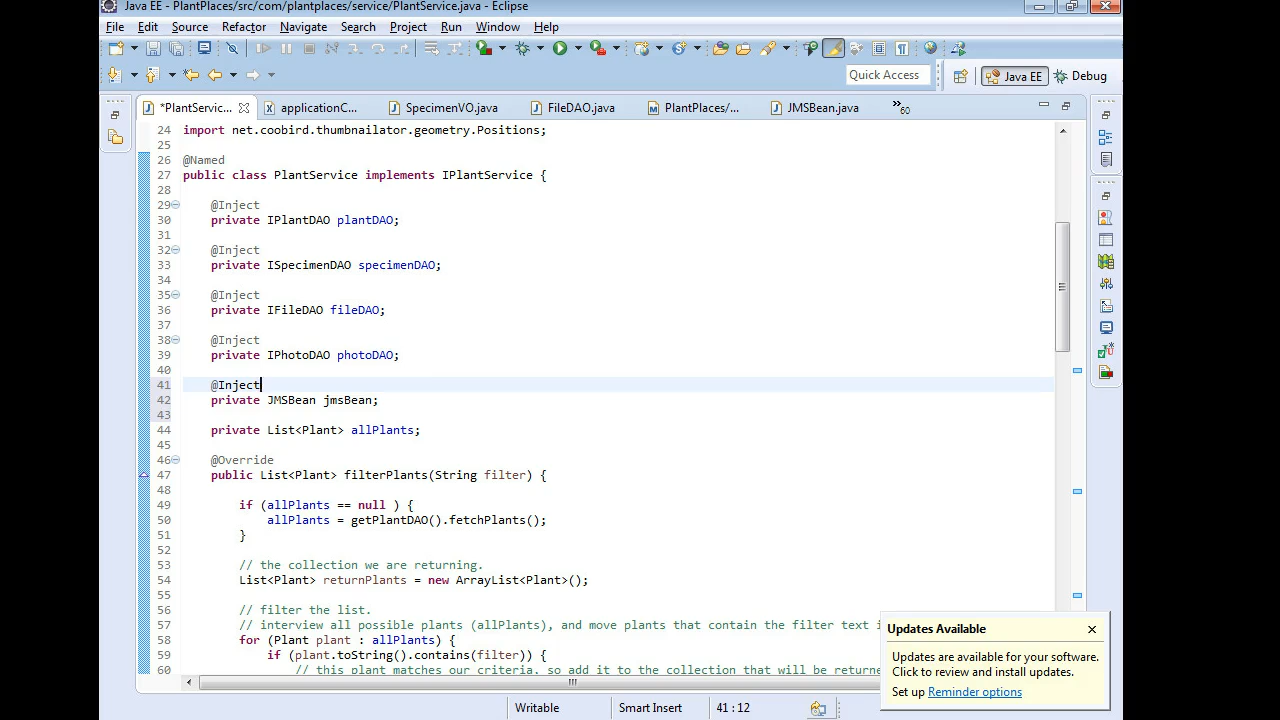 Java EE - PlantPlaces/src/com/plantplaces/service/PlantService.java - Eclipse
File Edit Source Refactor Navigate Search Project Run Window Help
Quick Access
Java EE
Debug
*PlantServic...
applicationC...
SpecimenVO.java
FileDAO.java
PlantPlaces/...
JMSBean.java
»60
24 import net.coobird.thumbnailator.geometry.Positions;
25
26 @Named
27 public class PlantService implements IPlantService {
28
29 @Inject
30 private IPlantDAO plantDAO;
31
32 @Inject
33 private ISpecimenDAO specimenDAO;
34
35 @Inject
36 private IFileDAO fileDAO;
37
38 @Inject
39 private IPhotoDAO photoDAO;
40
41 @Inject
42 private JMSBean jmsBean;
43
44 private List<Plant> allPlants;
45
46 @Override
47 public List<Plant> filterPlants(String filter) {
48
49 if (allPlants == null ) {
50 allPlants = getPlantDAO().fetchPlants();
51 }
52
53 // the collection we are returning.
54 List<Plant> returnPlants = new ArrayList<Plant>();
55
56 // filter the list.
57 // interview all possible plants (allPlants), and move plants that contain the filter text i
58 for (Plant plant : allPlants) {
59 if (plant.toString().contains(filter)) {
60 // this plant matches our criteria. so add it to the collection that will be returne
Updates Available
Updates are available for your software.
Click to review and install updates.
Set up Reminder options
Writable
Smart Insert
41 : 12